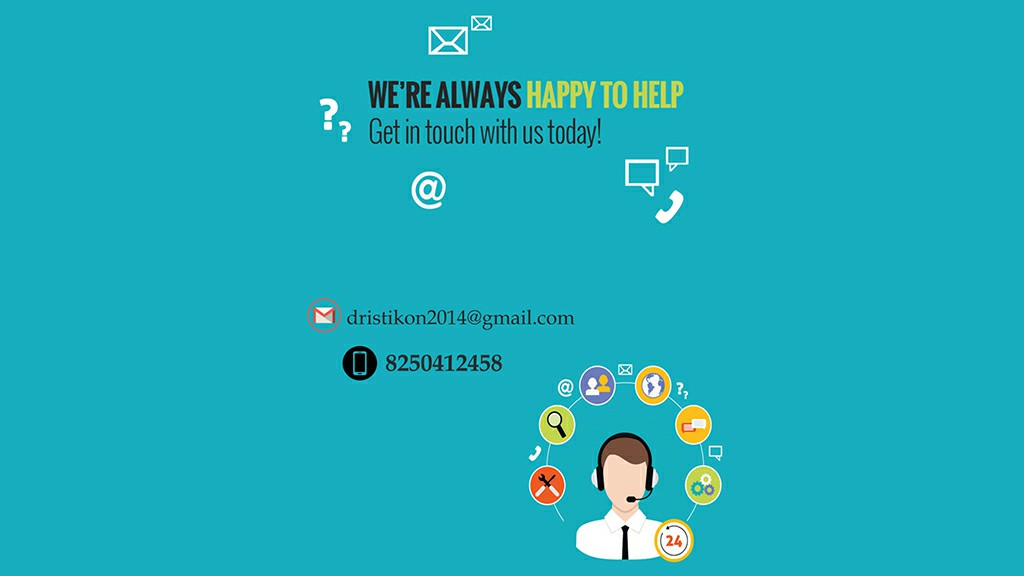 WE'RE ALWAYS HAPPY TO HELP
Get in touch with us today!
dristikon2014@gmail.com
8250412458
24